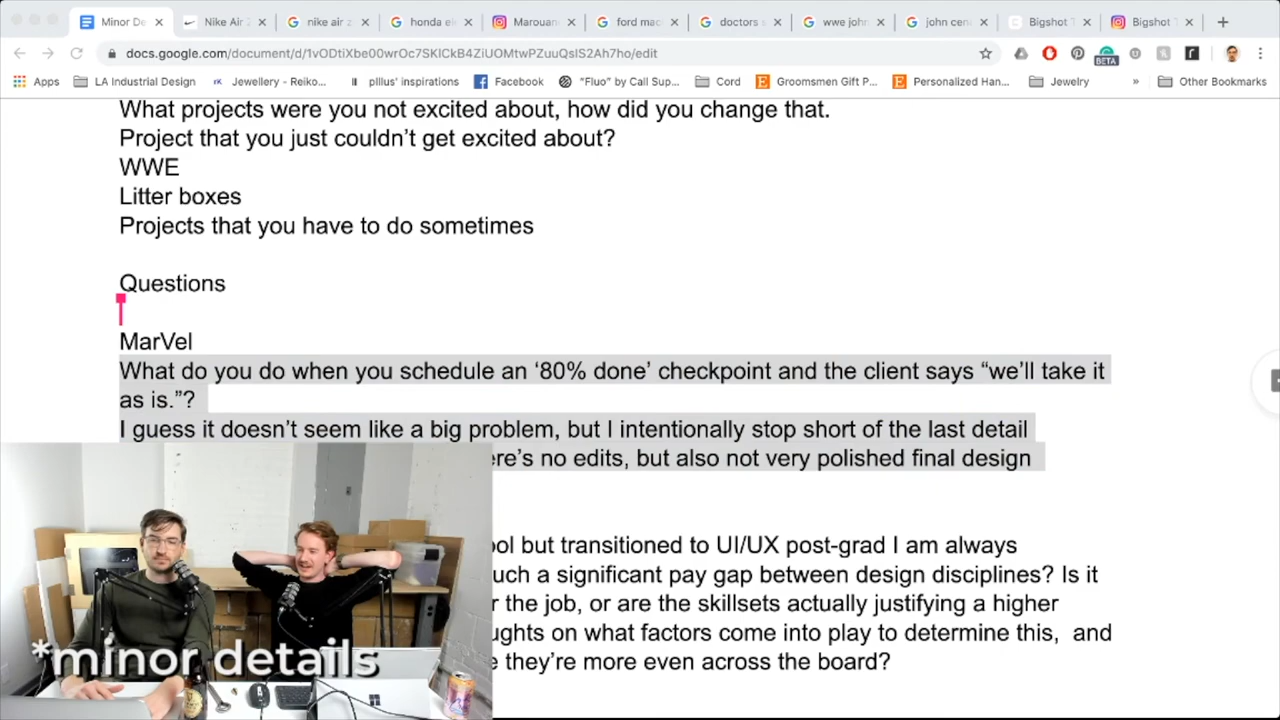 Minor De
Nike Air
nike air z
honda el
Marouan
ford mac
doctors s
wwe john
john cen
Bigshot T
Bigshot T
docs.google.com/document/d/1vODtiXbe00wrOc7SKlCkB4ZiUOMtwPZuuQsIS2Ah7ho/edit
BETA
Apps
LA Industrial Design
rK
Jewellery - Reiko...
plllus' inspirations
Facebook
"Fluo" by Call Sup...
Cord
Groomsmen Gift P...
Personalized Han...
Jewelry
»
Other Bookmarks
What projects were you not excited about, how did you change that.
Project that you just couldn't get excited about?
WWE
Litter boxes
Projects that you have to do sometimes
Questions
MarVel
What do you do when you schedule an ‘80% done’ checkpoint and the client says “we’ll take it
as is.”?
I guess it doesn’t seem like a big problem, but I intentionally stop short of the last detail
ere’s no edits, but also not very polished final design
ool but transitioned to UI/UX post-grad I am always
uch a significant pay gap between design disciplines? Is it
r the job, or are the skillsets actually justifying a higher
ughts on what factors come into play to determine this, and
e they’re more even across the board?
*minor details